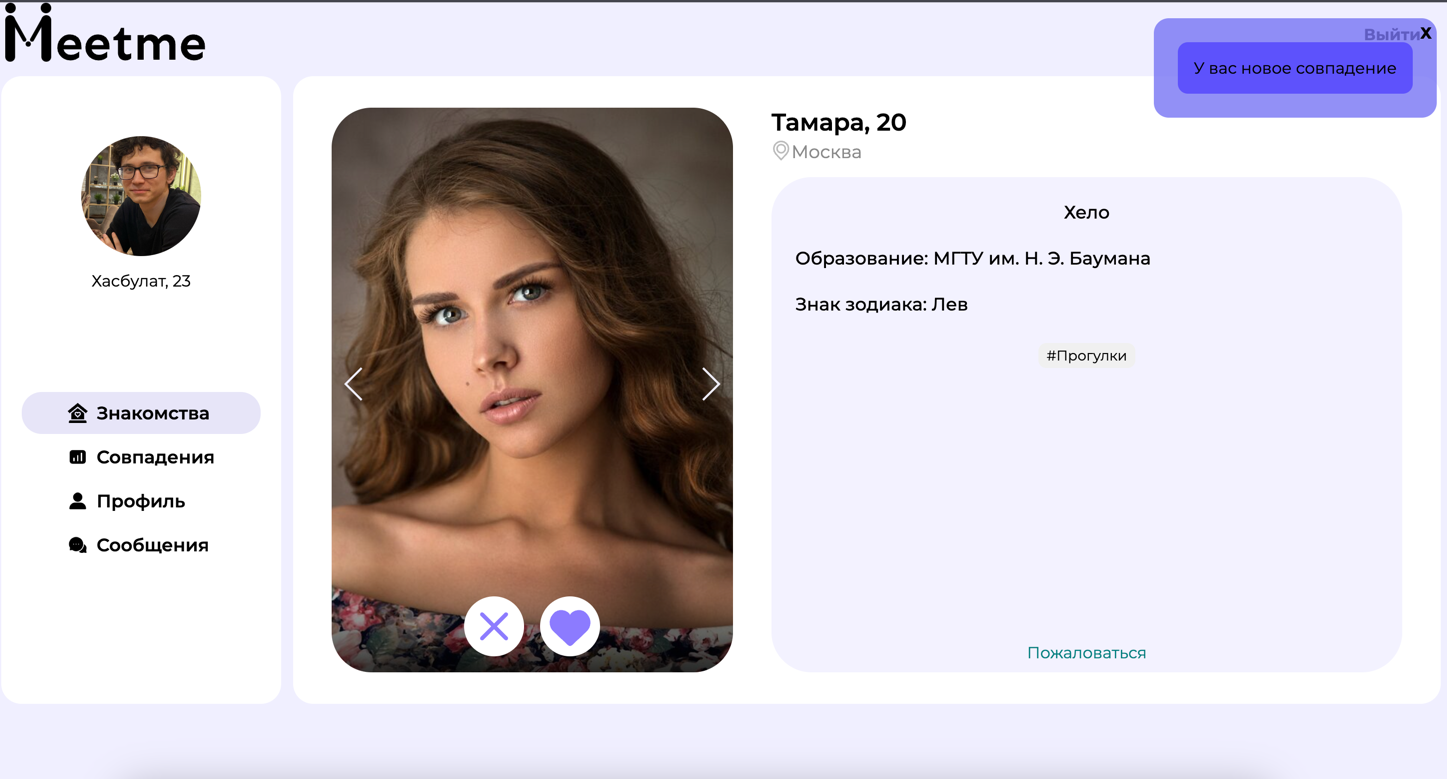 Meetme
Выйти
X
У вас новое совпадение
Хасбулат, 23
Знакомства
Совпадения
Профиль
Сообщения
Тамара, 20
Москва
Хело
Образование: МГТУ им. Н. Э. Баумана
Знак зодиака: Лев
#Прогулки
Пожаловаться